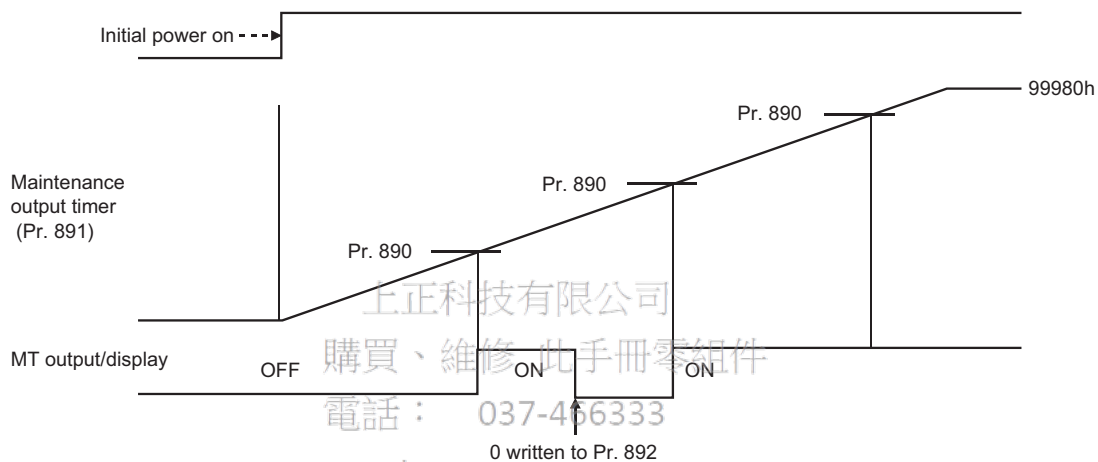 Initial power on
99980h
Pr. 890
Pr. 890
Maintenance
output timer
(Pr. 891)
Pr. 890
上正科技有限公司
MT output/display
OFF
購買、維修 此手冊零組件
ON
ON
電話： 037-466333
0 written to Pr. 892